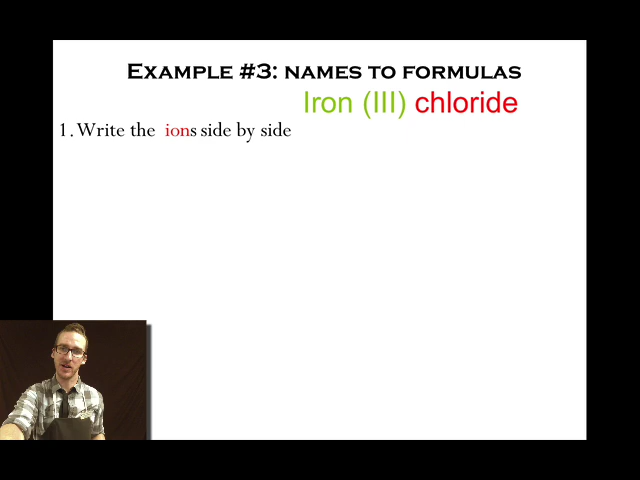 EXAMPLE #3: NAMES TO FORMULAS
Iron (III) chloride
1. Write the ions side by side